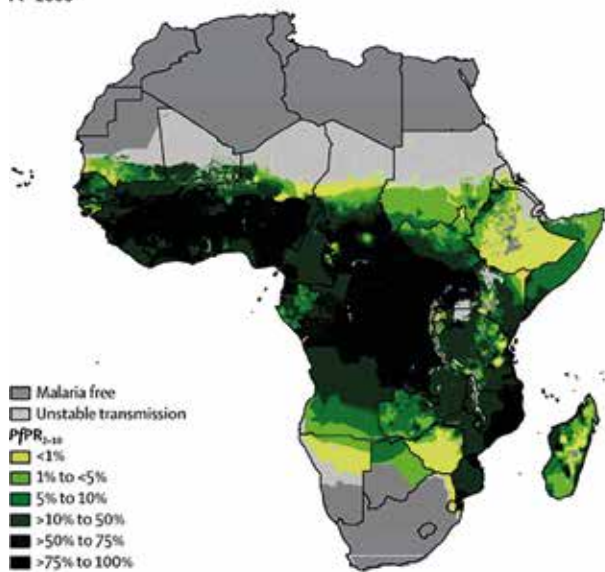 Malaria free
Unstable transmission
PfPR₂₋₁₀
<1%
1% to <5%
5% to 10%
>10% to 50%
>50% to 75%
>75% to 100%